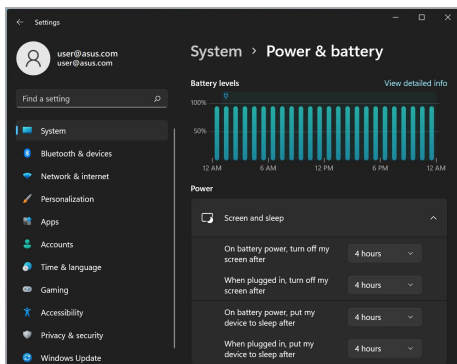 Settings
user@asus.com
user@asus.com
Find a setting
System
Bluetooth & devices
Network & internet
Personalization
Apps
Accounts
Time & language
Gaming
Accessibility
Privacy & security
Windows Update
System > Power & battery
Battery levels
View detailed info
100%
50%
12 AM
6 AM
12 PM
6 PM
12 AM
Power
Screen and sleep
On battery power, turn off my
screen after
4 hours
When plugged in, turn off my
screen after
4 hours
On battery power, put my
device to sleep after
4 hours
When plugged in, put my
device to sleep after
4 hours